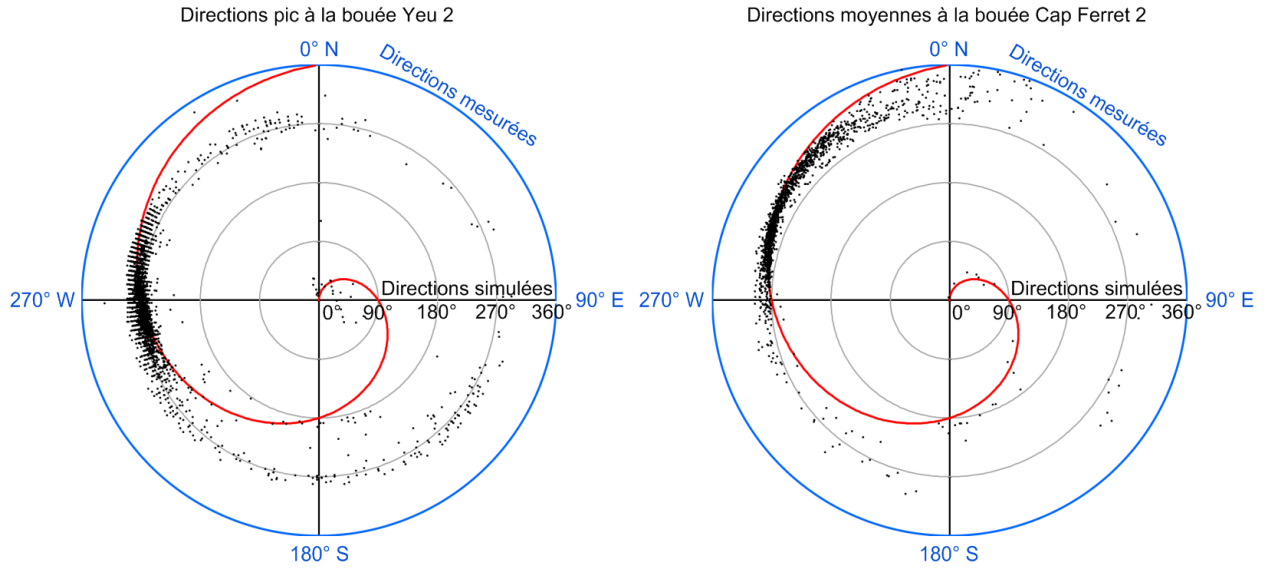 Directions pic à la bouée Yeu 2
0° N
Directions mesurées
270° W
Directions simulées
0°
90°
180°
270°
360°
90° E
180° S
Directions moyennes à la bouée Cap Ferret 2
0° N
Directions mesurées
270° W
Directions simulées
0°
90°
180°
270°
360°
90° E
180° S